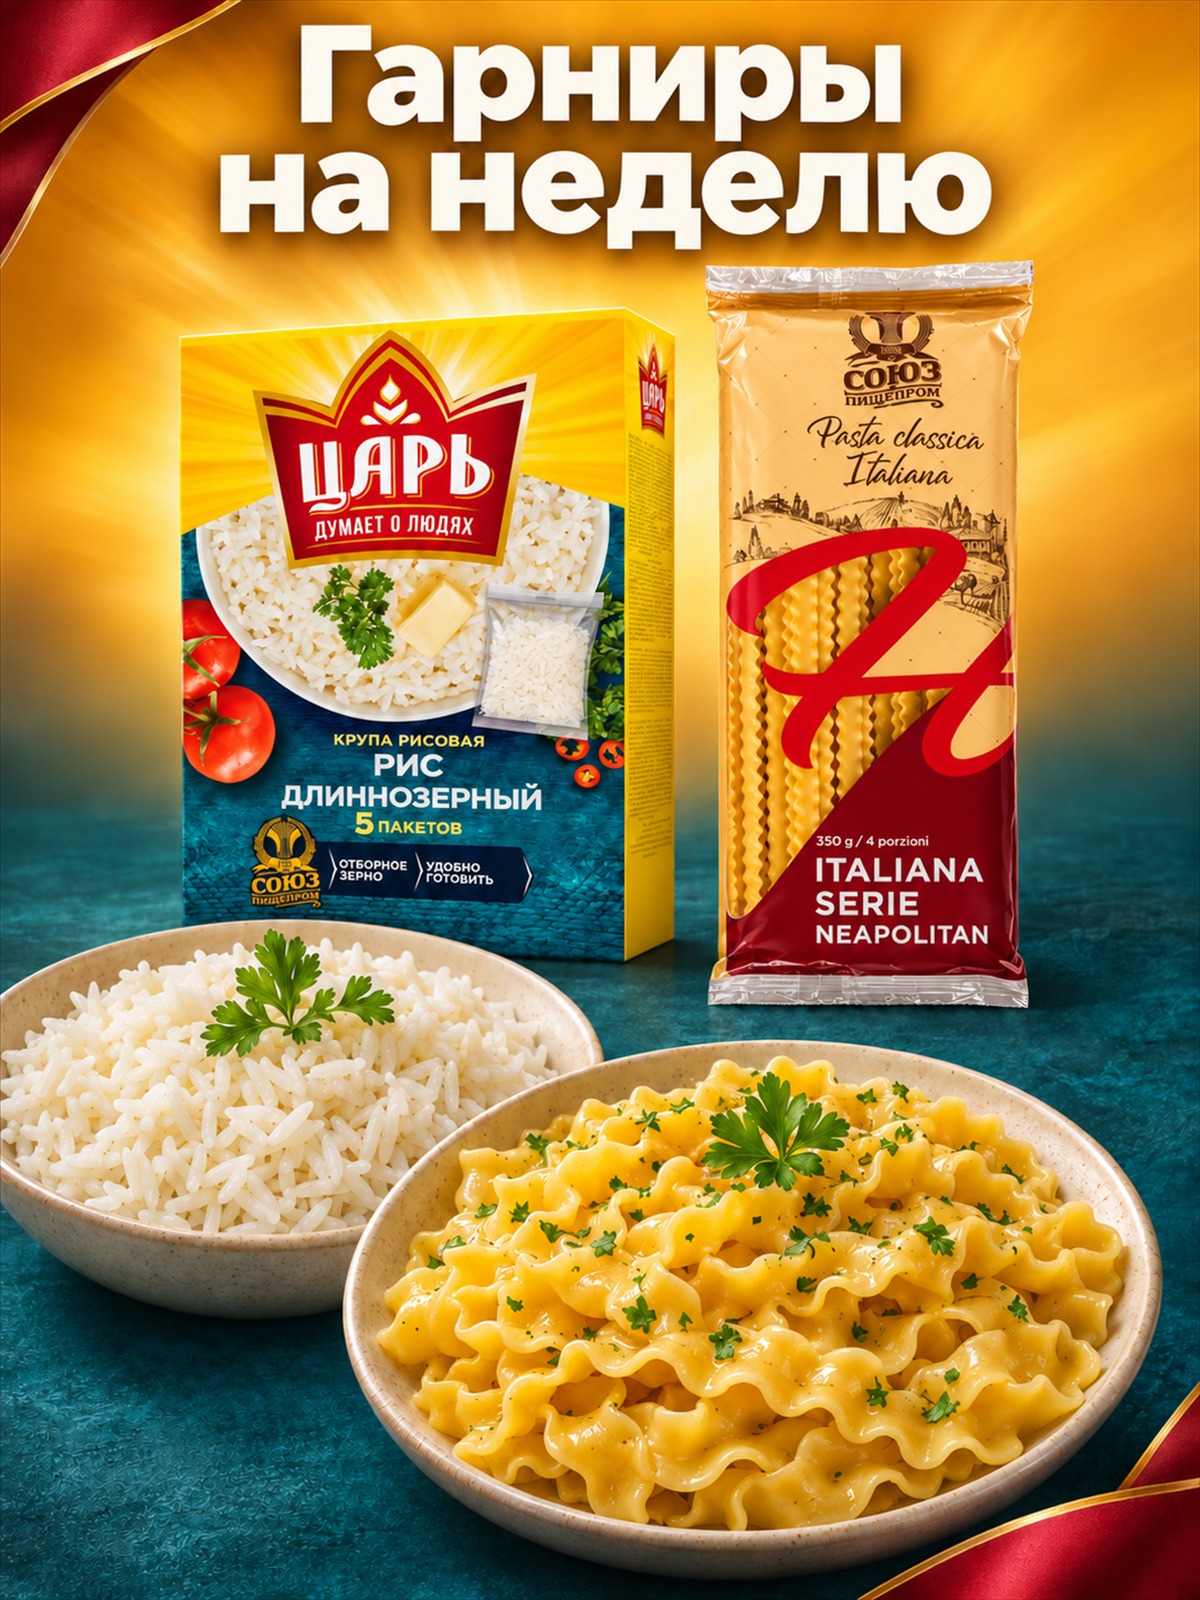 Гарниры
на неделю
ЦАРЬ
ДУМАЕТ О ЛЮДЯХ
КРУПА РИСОВАЯ
РИС
ДЛИННОЗЕРНЫЙ
5 ПАКЕТОВ
СОЮЗ
ПИЩЕПРОМ
ОТБОРНОЕ
ЗЕРНО
УДОБНО
ГОТОВИТЬ
ЦАРЬ
СОЮЗ
ПИЩЕПРОМ
Pasta classica
Italiana
350 g / 4 porzioni
ITALIANA
SERIE
NEAPOLITAN